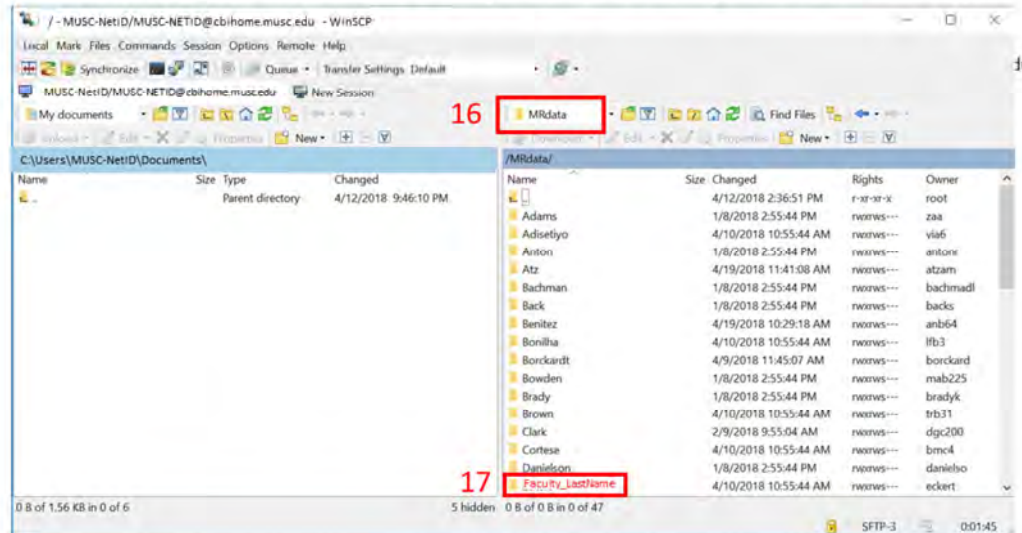 / - MUSC-NetID/MUSC-NETID@cbihome.musc.edu - WinSCP
Local Mark Files Commands Session Options Remote Help
Synchronize Queue Transfer Settings Default
MUSC-NetID/MUSC-NETID@cbihome.musc.edu New Session
My documents 16 MRdata Find Files
Upload Edit Properties New Download Edit Properties New
C:\Users\MUSC-NetID\Documents\ /MRdata/
Name Size Type Changed Name Size Changed Rights Owner
.. Parent directory 4/12/2018 9:46:10 PM 4/12/2018 2:36:51 PM r-xr-xr-x root
Adams 1/8/2018 2:55:44 PM rwxrws--- zaa
Adisetiyo 4/10/2018 10:55:44 AM rwxrws--- via6
Anton 1/8/2018 2:55:44 PM rwxrws--- antonr
Atz 4/19/2018 11:41:08 AM rwxrws--- atzam
Bachman 1/8/2018 2:55:44 PM rwxrws--- bachmadl
Back 1/8/2018 2:55:44 PM rwxrws--- backs
Benitez 4/19/2018 10:29:18 AM rwxrws--- anb64
Bonilha 4/10/2018 10:55:44 AM rwxrws--- lfb3
Borckardt 4/9/2018 11:45:07 AM rwxrws--- borckard
Bowden 1/8/2018 2:55:44 PM rwxrws--- mab225
Brady 1/8/2018 2:55:44 PM rwxrws--- bradyk
Brown 4/10/2018 10:55:44 AM rwxrws--- trb31
Clark 2/9/2018 9:55:04 AM rwxrws--- dgc200
Cortese 4/10/2018 10:55:44 AM rwxrws--- bmc4
Danielson 1/8/2018 2:55:44 PM rwxrws--- danielso
17 Faculty_LastName 4/10/2018 10:55:44 AM rwxrws--- eckert
0 B of 1.56 KB in 0 of 6 5 hidden 0 B of 0 B in 0 of 47
SFTP-3 0:01:45